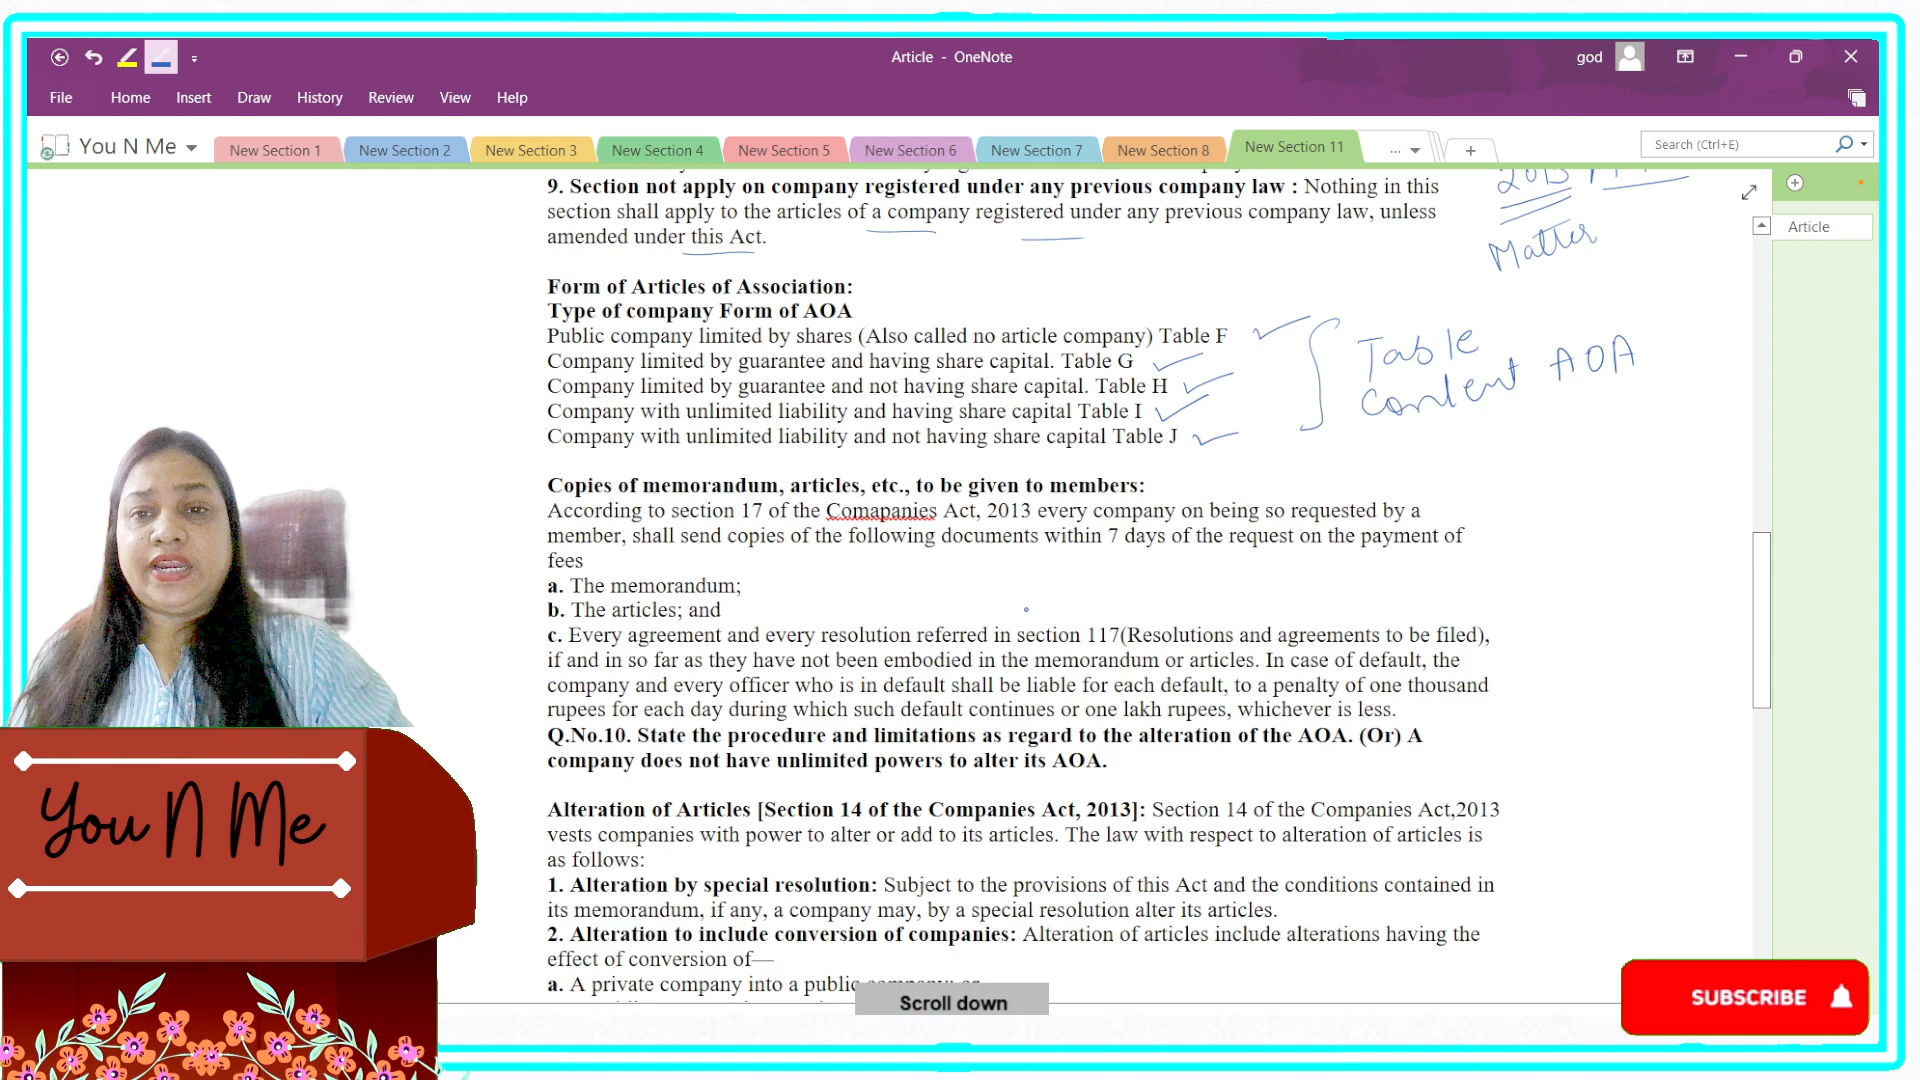 Article - OneNote
god
File Home Insert Draw History Review View Help
You N Me
New Section 1 New Section 2 New Section 3 New Section 4 New Section 5 New Section 6 New Section 7 New Section 8 New Section 11 ... +
Search (Ctrl+E)
Article
9. Section not apply on company registered under any previous company law : Nothing in this
section shall apply to the articles of a company registered under any previous company law, unless
amended under this Act.
2013
Matter
Form of Articles of Association:
Type of company Form of AOA
Public company limited by shares (Also called no article company) Table F
Company limited by guarantee and having share capital. Table G
Company limited by guarantee and not having share capital. Table H
Company with unlimited liability and having share capital Table I
Company with unlimited liability and not having share capital Table J
Table
content AOA
Copies of memorandum, articles, etc., to be given to members:
According to section 17 of the Comapanies Act, 2013 every company on being so requested by a
member, shall send copies of the following documents within 7 days of the request on the payment of
fees
a. The memorandum;
b. The articles; and
c. Every agreement and every resolution referred in section 117(Resolutions and agreements to be filed),
if and in so far as they have not been embodied in the memorandum or articles. In case of default, the
company and every officer who is in default shall be liable for each default, to a penalty of one thousand
rupees for each day during which such default continues or one lakh rupees, whichever is less.
Q.No.10. State the procedure and limitations as regard to the alteration of the AOA. (Or) A
company does not have unlimited powers to alter its AOA.
Alteration of Articles [Section 14 of the Companies Act, 2013]: Section 14 of the Companies Act,2013
vests companies with power to alter or add to its articles. The law with respect to alteration of articles is
as follows:
1. Alteration by special resolution: Subject to the provisions of this Act and the conditions contained in
its memorandum, if any, a company may, by a special resolution alter its articles.
2. Alteration to include conversion of companies: Alteration of articles include alterations having the
effect of conversion of—
a. A private company into a public
Scroll down
You N Me
SUBSCRIBE